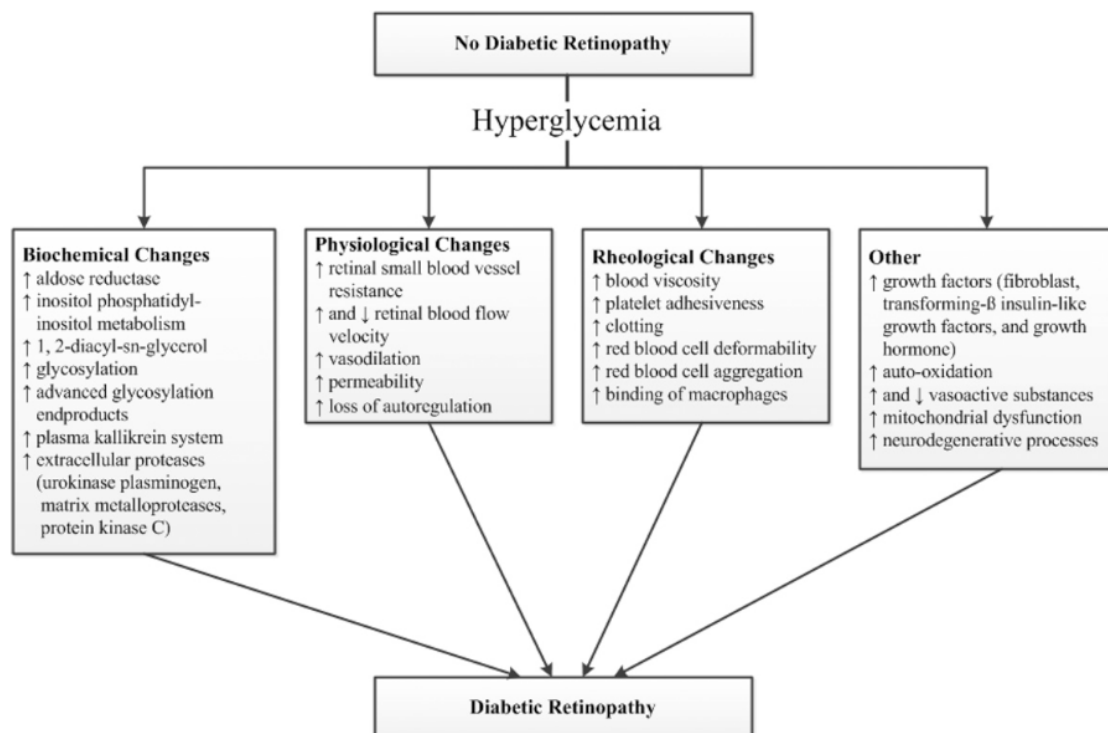 No Diabetic Retinopathy
Hyperglycemia
Biochemical Changes
↑ aldose reductase
↑ inositol phosphatidyl-
inositol metabolism
↑ 1, 2-diacyl-sn-glycerol
↑ glycosylation
↑ advanced glycosylation
endproducts
↑ plasma kallikrein system
↑ extracellular proteases
(urokinase plasminogen,
matrix metalloproteases,
protein kinase C)
Physiological Changes
↑ retinal small blood vessel
resistance
↑ and ↓ retinal blood flow
velocity
↑ vasodilation
↑ permeability
↑ loss of autoregulation
Rheological Changes
↑ blood viscosity
↑ platelet adhesiveness
↑ clotting
↑ red blood cell deformability
↑ red blood cell aggregation
↑ binding of macrophages
Other
↑ growth factors (fibroblast,
transforming-ß insulin-like
growth factors, and growth
hormone)
↑ auto-oxidation
↑ and ↓ vasoactive substances
↑ mitochondrial dysfunction
↑ neurodegenerative processes
Diabetic Retinopathy